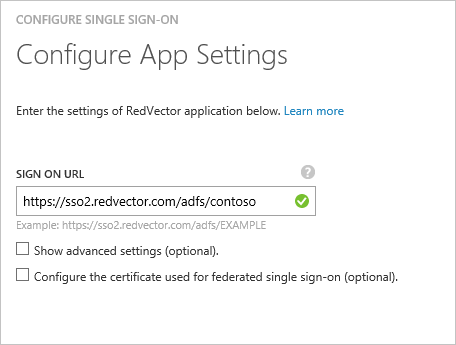 CONFIGURE SINGLE SIGN-ON
Configure App Settings
Enter the settings of RedVector application below. Learn more
SIGN ON URL ?
https://sso2.redvector.com/adfs/contoso
Example: https://sso2.redvector.com/adfs/EXAMPLE
Show advanced settings (optional).
Configure the certificate used for federated single sign-on (optional).